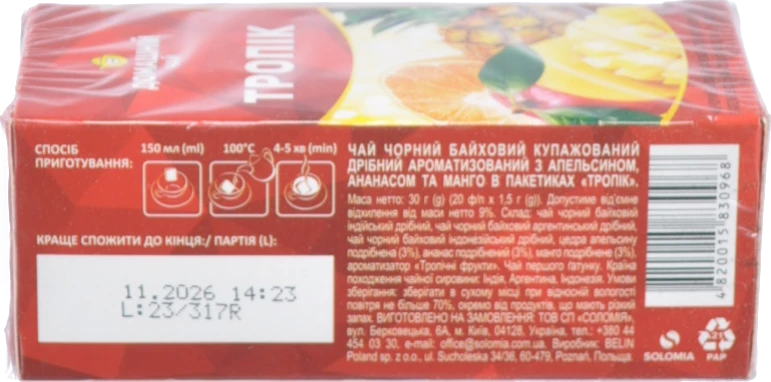 ДОМАШНІЙ
чай
ТРОПІК
СПОСІБ
ПРИГОТУВАННЯ:
150 мл (ml)
100°C
4-5 хв (min)
КРАЩЕ СПОЖИТИ ДО КІНЦЯ:/ ПАРТІЯ (L):
11.2026 14:23
L:23/317R
ЧАЙ ЧОРНИЙ БАЙХОВИЙ КУПАЖОВАНИЙ
ДРІБНИЙ АРОМАТИЗОВАНИЙ З АПЕЛЬСИНОМ,
АНАНАСОМ ТА МАНГО В ПАКЕТИКАХ «ТРОПІК».
Маса нетто: 30 г (g) (20 ф/п х 1,5 г (g)). Допустиме від'ємне
відхилення від маси нетто 9%. Склад: чай чорний байховий
індійський дрібний, чай чорний байховий аргентинський дрібний,
чай чорний байховий індонезійський дрібний, цедра апельсину
подрібнена (3%), ананас подрібнений (3%), манго подрібнене (3%),
ароматизатор «Тропічні фрукти». Чай першого ґатунку. Країна
походження чайної сировини: Індія, Аргентина, Індонезія. Умови
зберігання: зберігати в сухому місці при відносній вологості
повітря не більше 70%, окремо від продуктів, що мають різкий
запах. ВИГОТОВЛЕНО НА ЗАМОВЛЕННЯ: ТОВ СП «СОЛОМІЯ»,
вул. Берковецька, 6А, м. Київ, 04128, Україна, тел.: +380 44
454 03 30, e-mail: office@solomia.com.ua. Виробник: BELIN
Poland sp. z o.o., ul. Sucholeska 34/36, 60-479, Poznań, Польща.
4 820015 830968
SOLOMIA
21
PAP